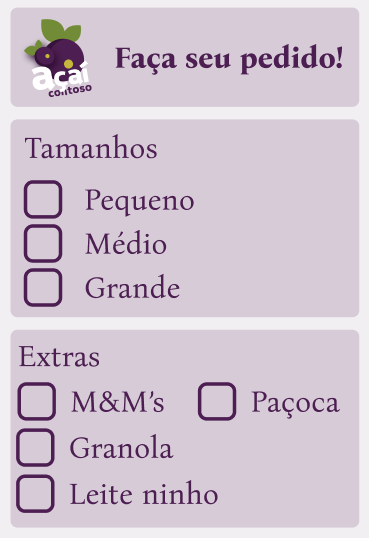 açaí
contoso
Faça seu pedido!
Tamanhos
Pequeno
Médio
Grande
Extras
M&M's Paçoca
Granola
Leite ninho